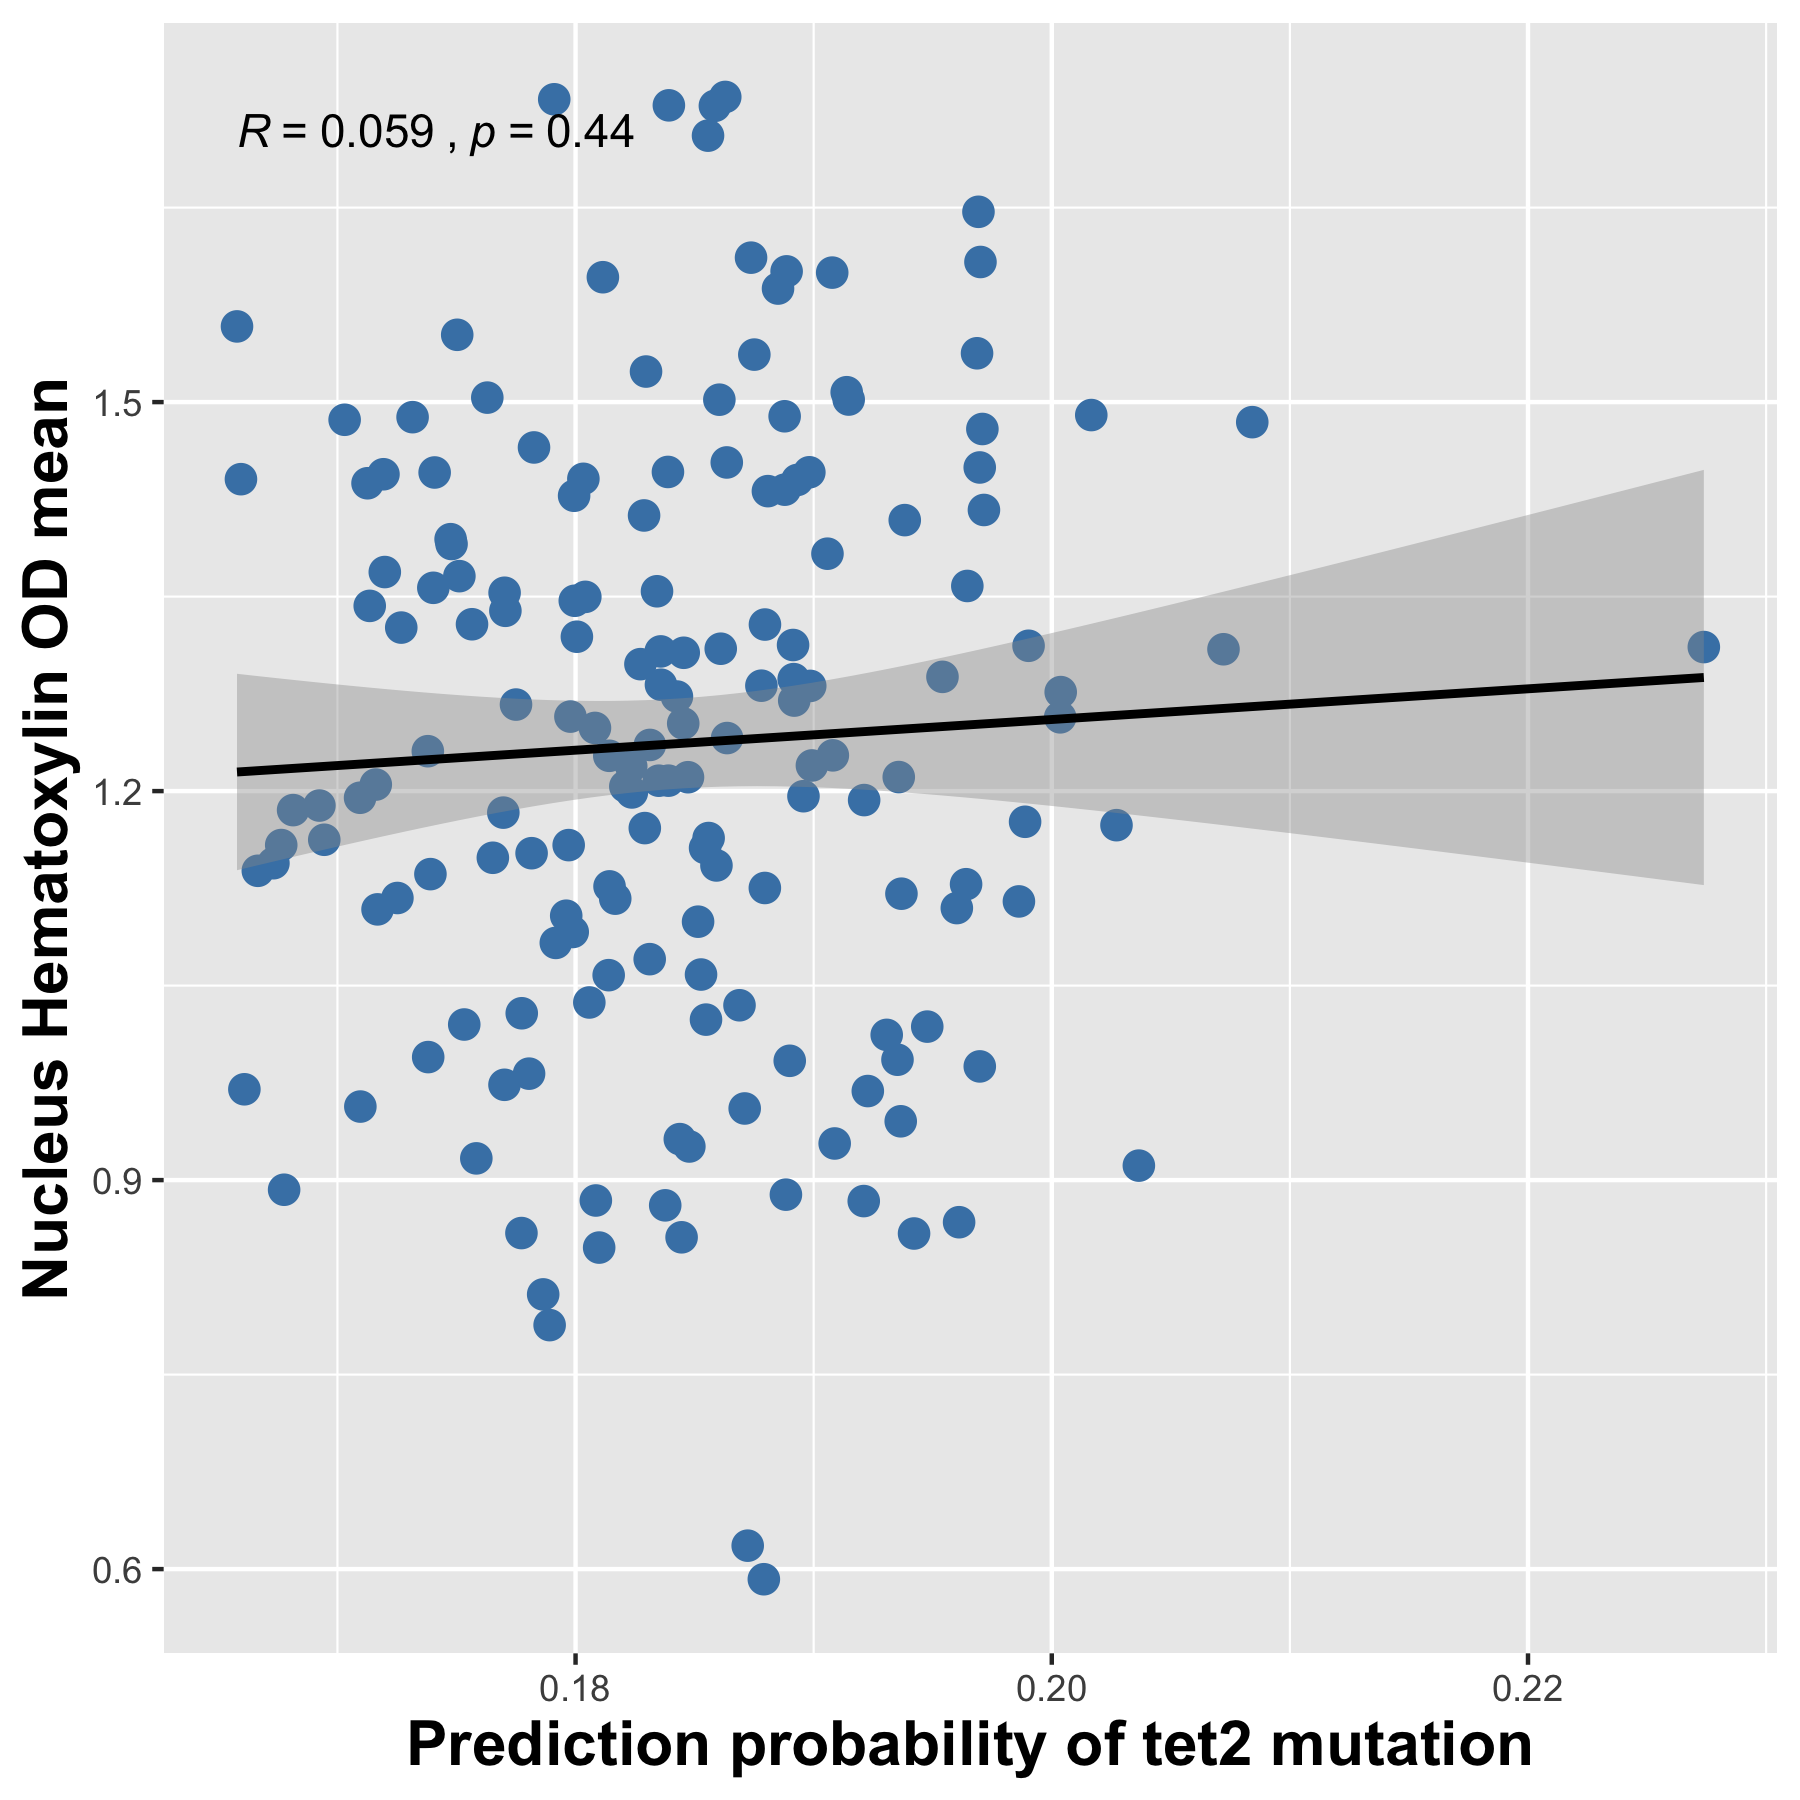 R = 0.059 , p = 0.44
Nucleus Hematoxylin OD mean
1.5
1.2
0.9
0.6
0.18 0.20 0.22
Prediction probability of tet2 mutation